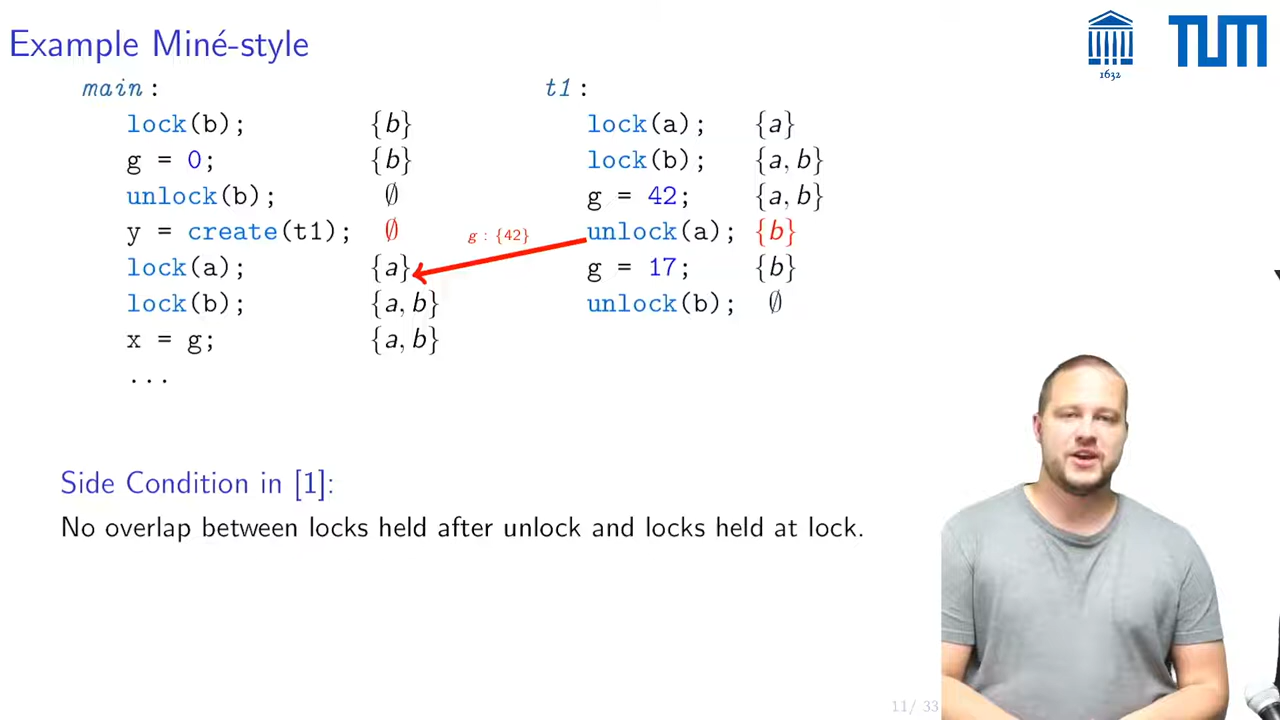 Example Miné-style
main:
lock(b); {b}
g = 0; {b}
unlock(b); ∅
y = create(t1); ∅
lock(a); {a}
lock(b); {a, b}
x = g; {a, b}
...
t1:
lock(a); {a}
lock(b); {a, b}
g = 42; {a, b}
unlock(a); {b}
g = 17; {b}
unlock(b); ∅
g : {42}
Side Condition in [1]:
No overlap between locks held after unlock and locks held at lock.
1632
TUM
11/ 33